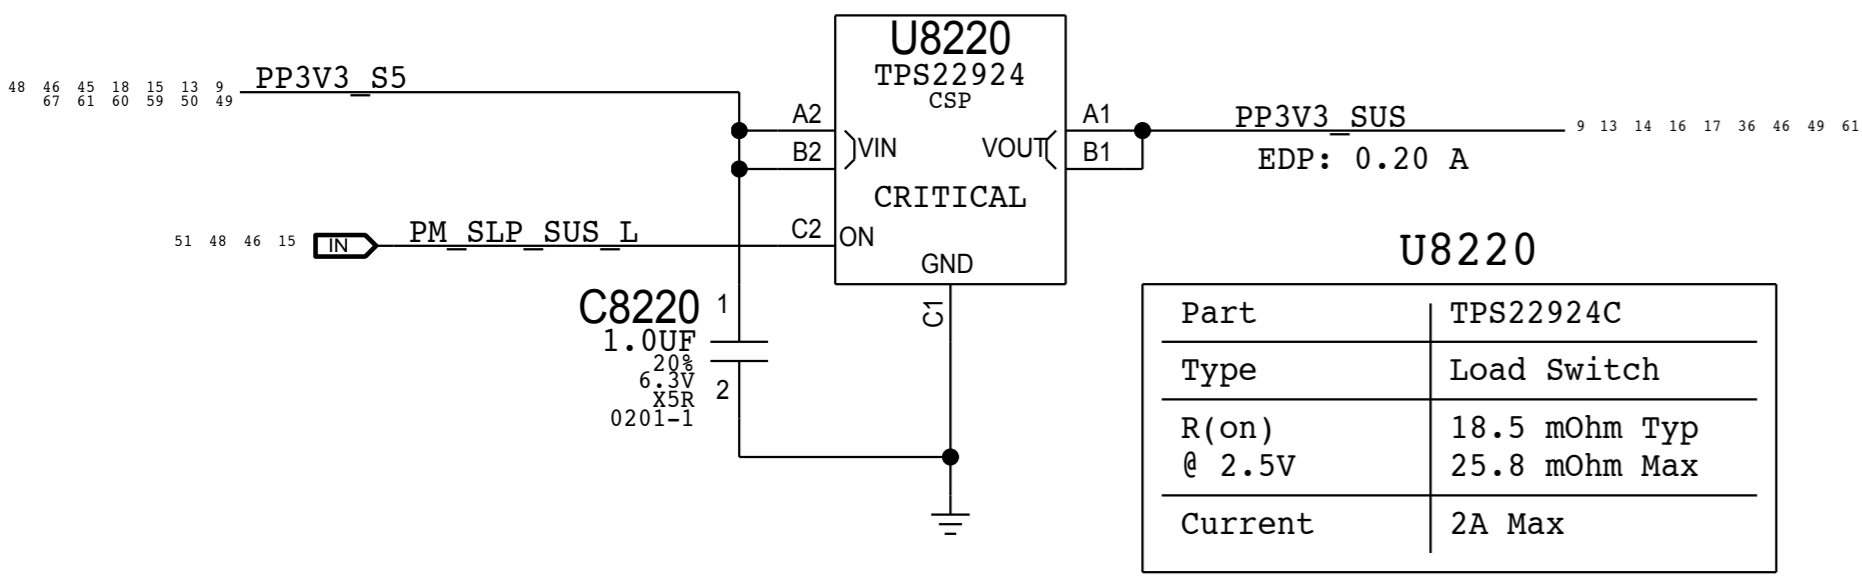 U8220
TPS22924
CSP
48 46 45 18 15 13 9
67 61 60 59 50 49
PP3V3_S5
A2
B2
VIN
VOUT
A1
B1
PP3V3_SUS
9 13 14 16 17 36 46 49 61
EDP: 0.20 A
CRITICAL
51 48 46 15
IN
PM_SLP_SUS_L
C2
ON
GND
C1
C8220
1.0UF
20%
6.3V
X5R
0201-1
1
2
U8220
Part TPS22924C
Type Load Switch
R(on) 18.5 mOhm Typ
@ 2.5V 25.8 mOhm Max
Current 2A Max